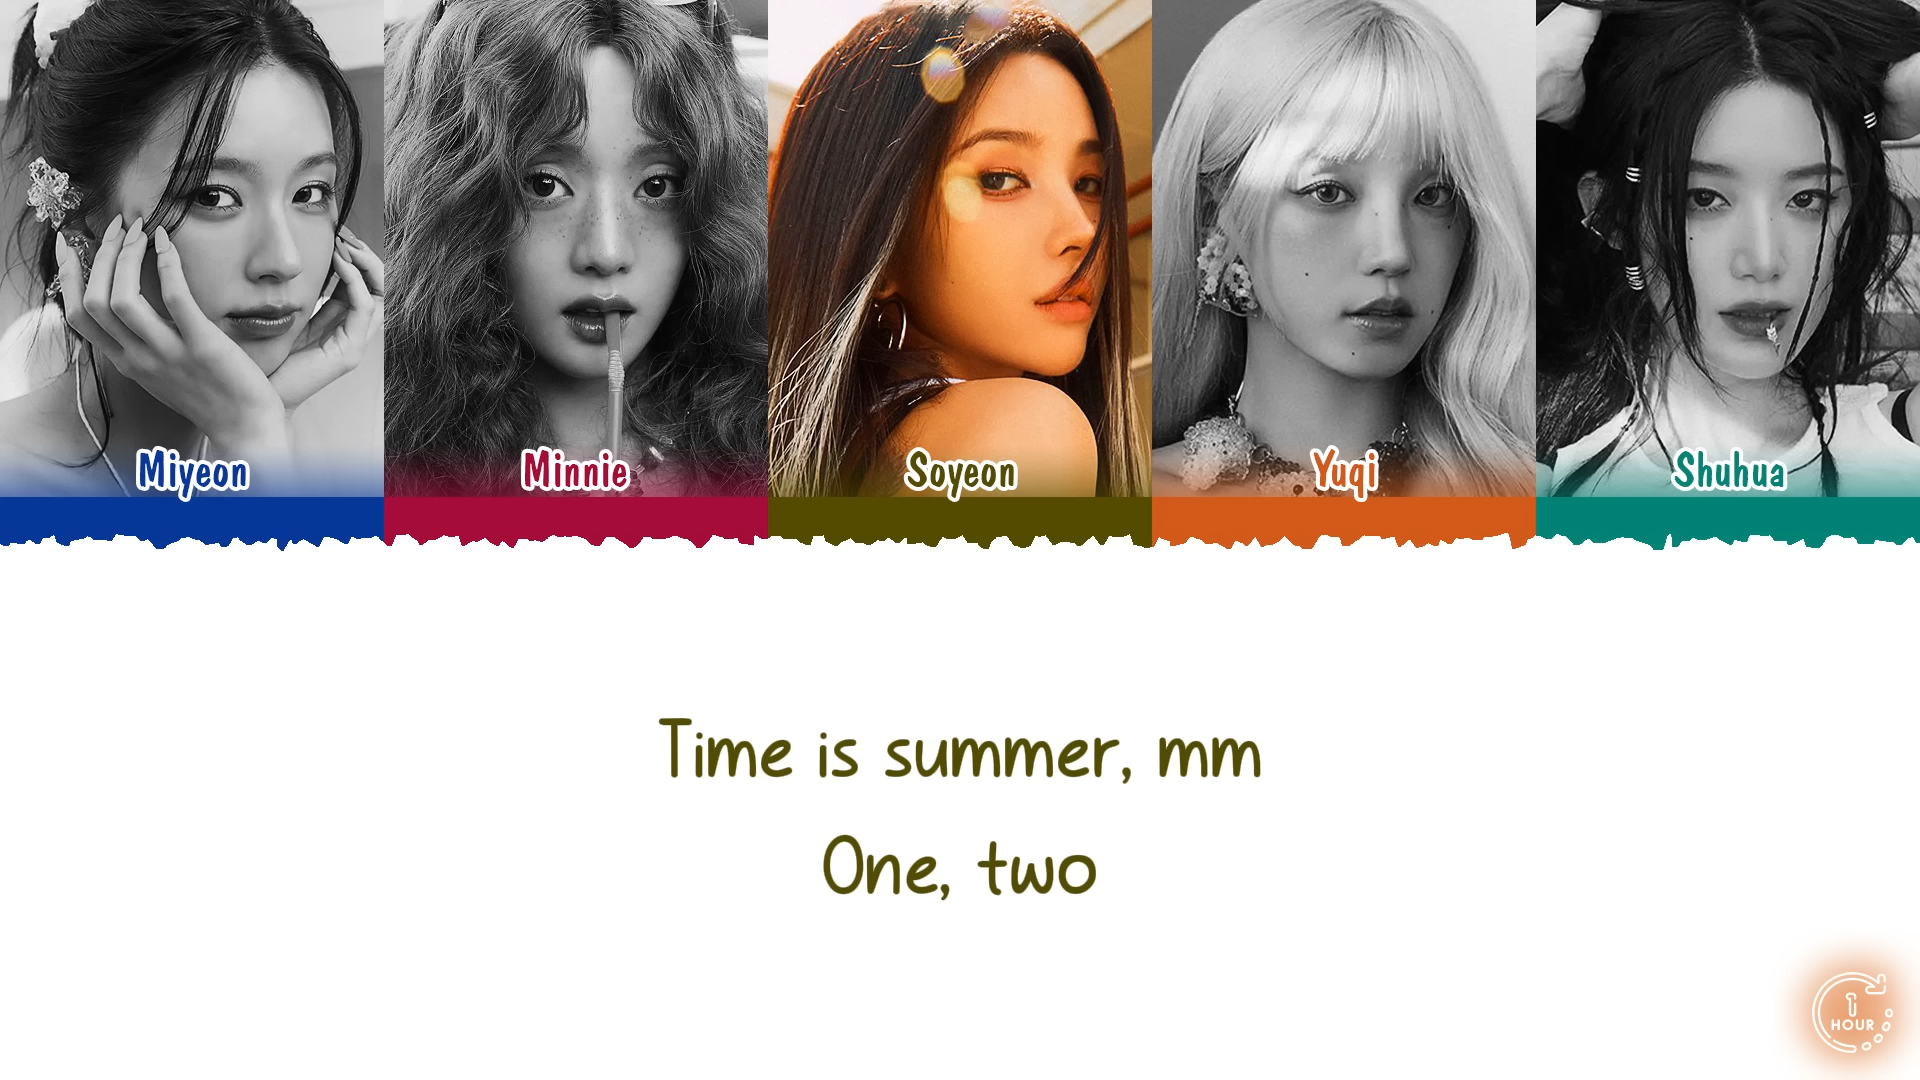 Miyeon
Minnie
Soyeon
Yuqi
Shuhua
Time is summer, mm
One, two
1
HOUR